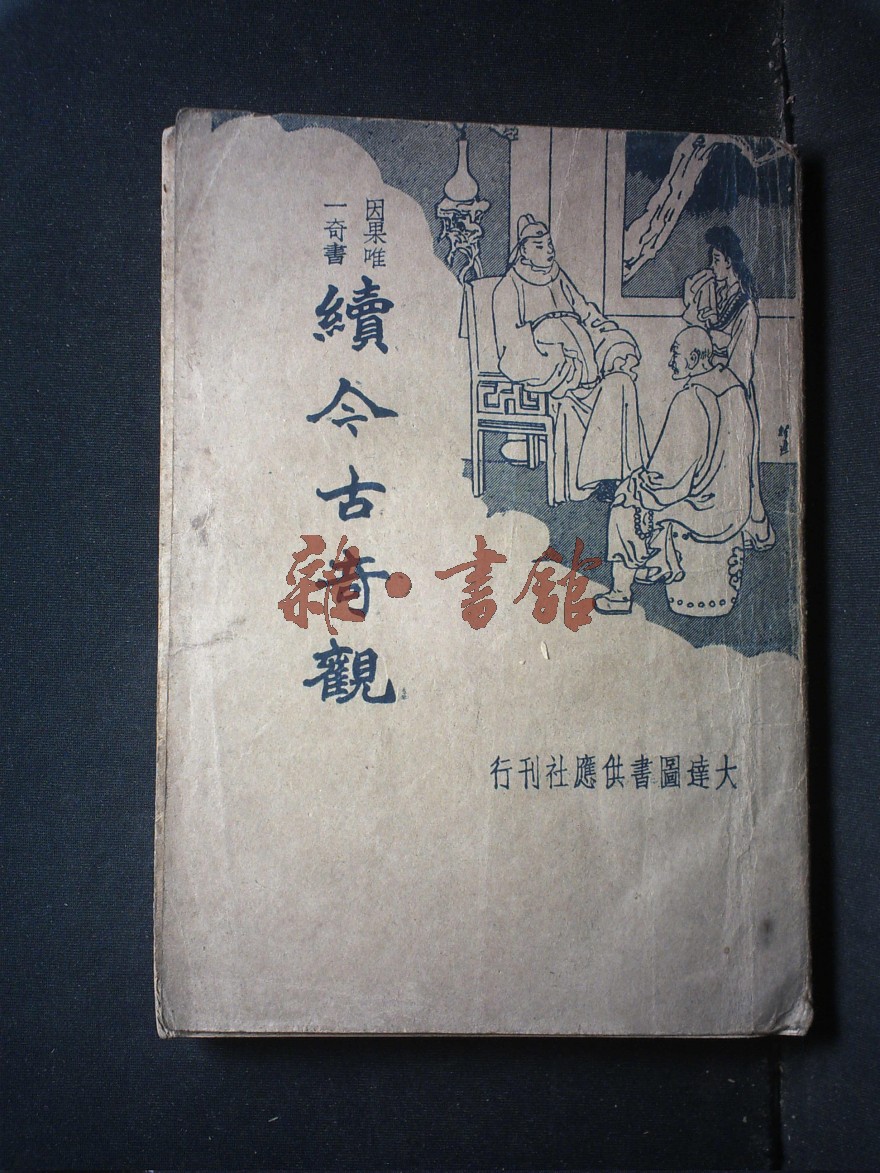 因果唯
一奇書
續今古奇觀
雜·書館
大達圖書供應社刊行